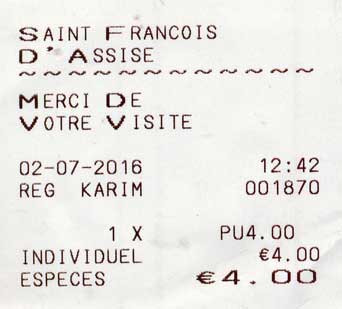 SAINT FRANCOIS
D'ASSISE
~~~~~~~~~~~~~~~~~~~~
MERCI DE
VOTRE VISITE
02-07-2016 12:42
REG KARIM 001870
1 X PU4.00
INDIVIDUEL €4.00
ESPECES €4.00